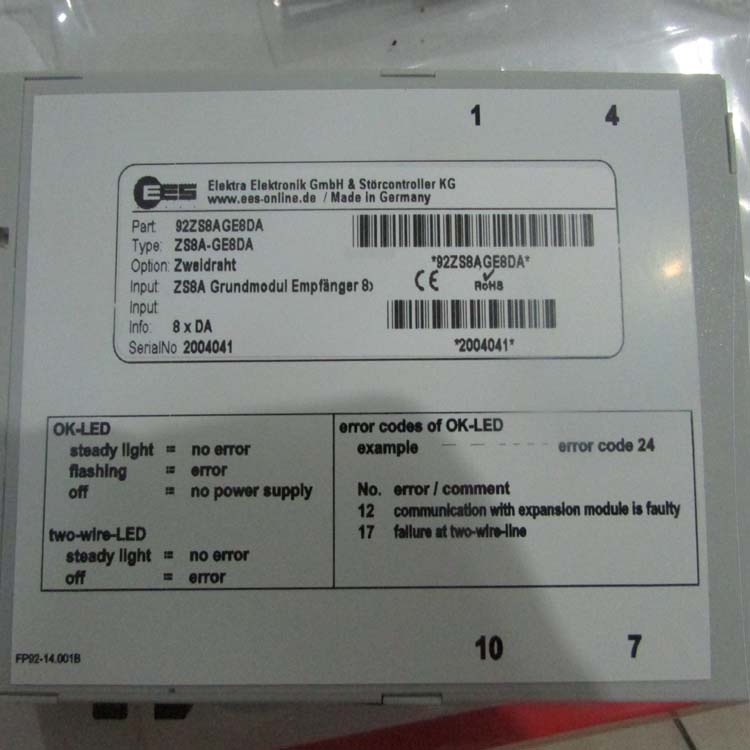 1 4
EES Elektra Elektronik GmbH & Störcontroller KG
www.ees-online.de / Made in Germany
Part: 92ZS8AGE8DA
Type: ZS8A-GE8DA
Option: Zweidraht *92ZS8AGE8DA*
Input: ZS8A Grundmodul Empfänger 8x CE RoHS
Input:
Info: 8 x DA
SerialNo 2004041 *2004041*
OK-LED
steady light = no error
flashing = error
off = no power supply
two-wire-LED
steady light = no error
off = error
error codes of OK-LED
example — — - - - - error code 24
No. error / comment
12 communication with expansion module is faulty
17 failure at two-wire-line
10 7
FP92-14.001B